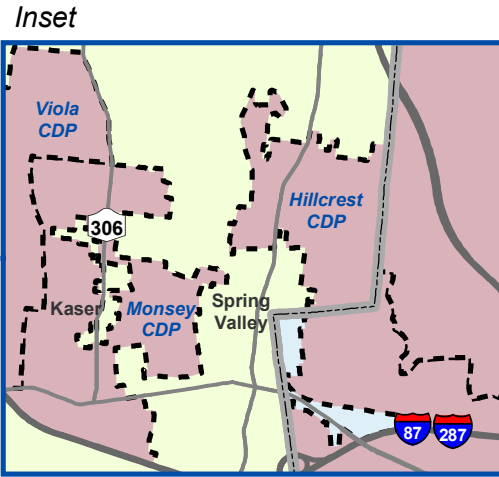 Inset
Viola
CDP
Hillcrest
CDP
306
Kaser
Monsey
CDP
Spring
Valley
87
287